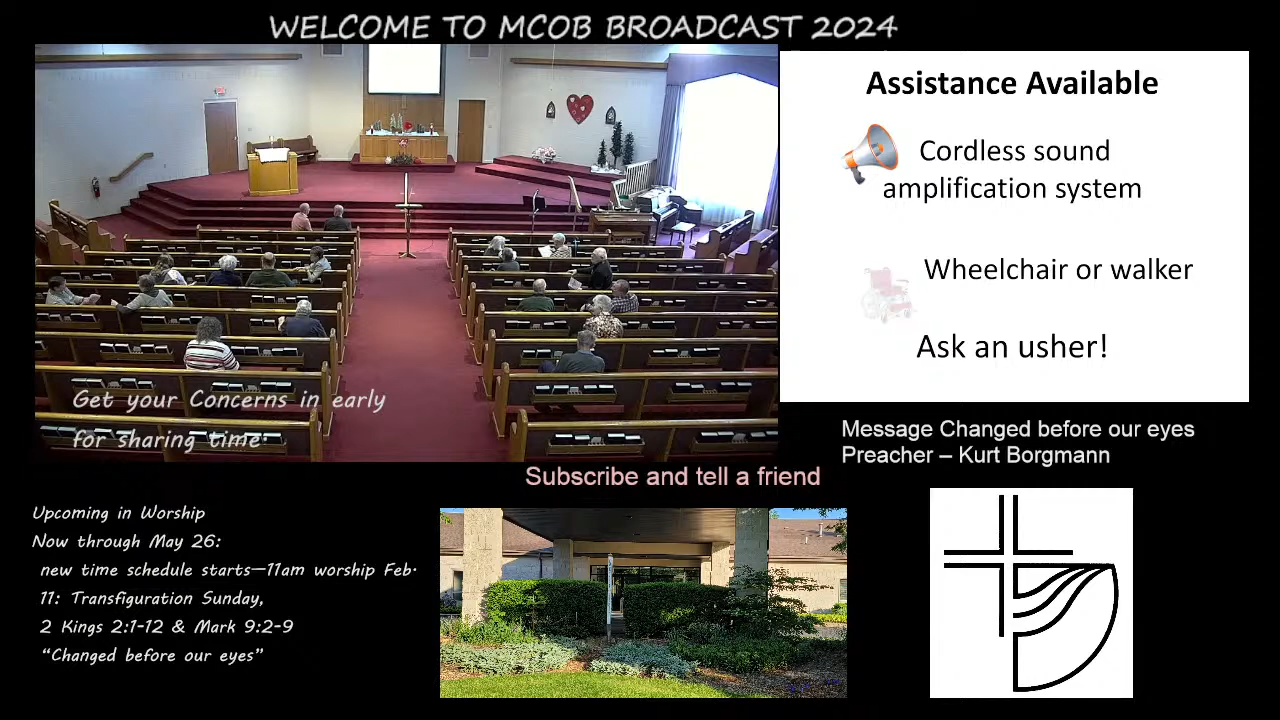 WELCOME TO MCOB BROADCAST 2024
Assistance Available
Cordless sound
amplification system
Wheelchair or walker
Ask an usher!
Get your Concerns in early
for sharing time.
Message Changed before our eyes
Preacher – Kurt Borgmann
Subscribe and tell a friend
Upcoming in Worship
Now through May 26:
new time schedule starts—11am worship Feb.
11: Transfiguration Sunday,
2 Kings 2:1-12 & Mark 9:2-9
“Changed before our eyes”